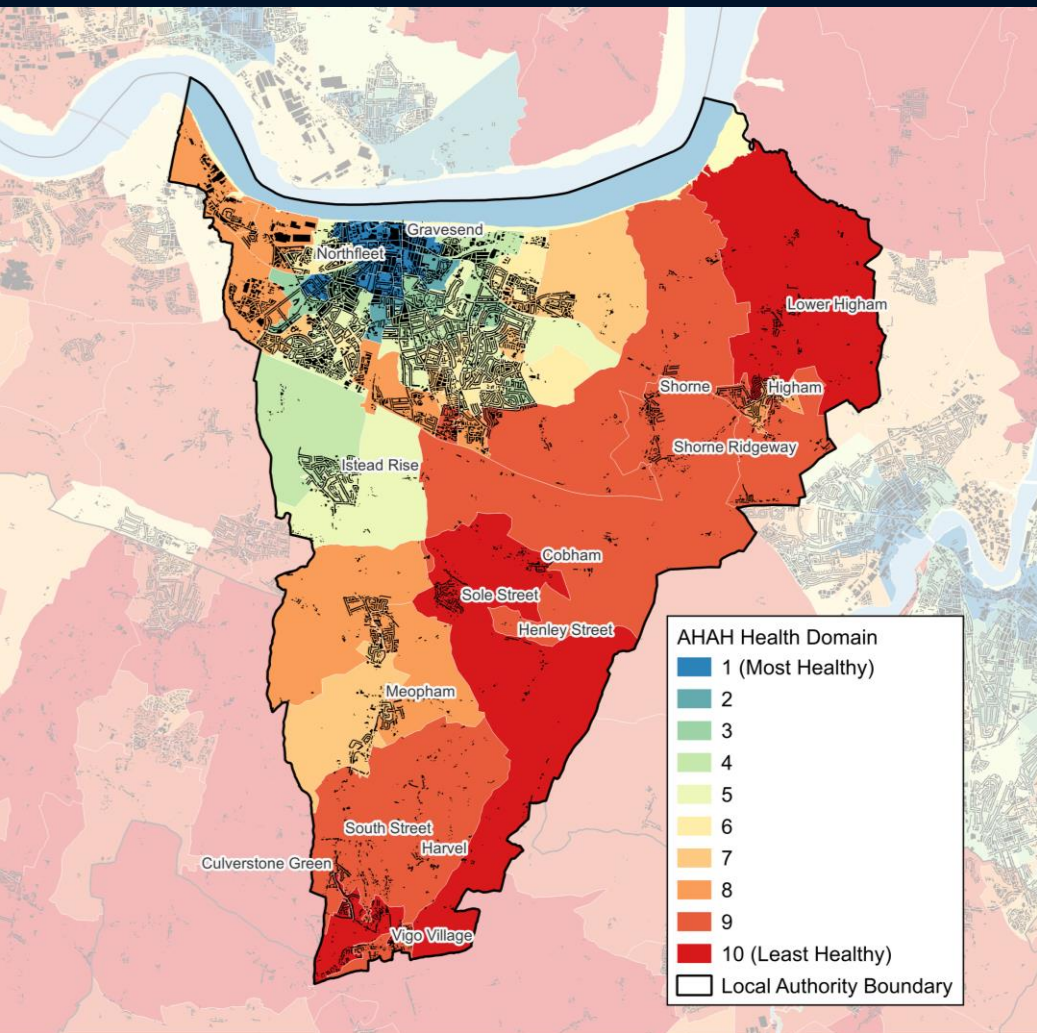 Gravesend
Northfleet
Lower Higham
Shorne
Higham
Shorne Ridgeway
Istead Rise
Cobham
Sole Street
Henley Street
Meopham
South Street
Harvel
Culverstone Green
Vigo Village
AHAH Health Domain
1 (Most Healthy)
2
3
4
5
6
7
8
9
10 (Least Healthy)
Local Authority Boundary